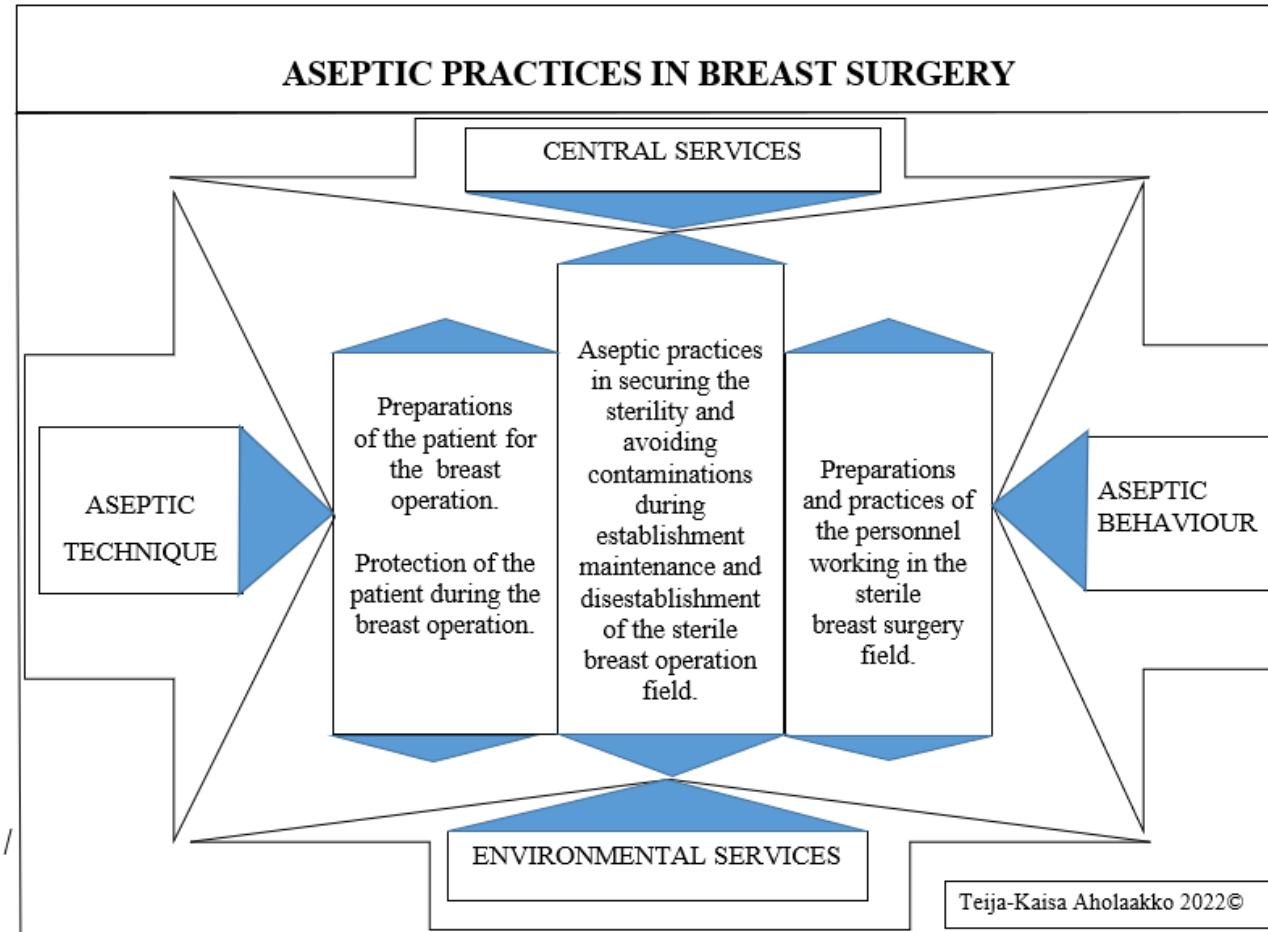 ASEPTIC PRACTICES IN BREAST SURGERY
CENTRAL SERVICES
ASEPTIC
TECHNIQUE
Preparations
of the patient for
the breast
operation.
Protection of the
patient during the
breast operation.
Aseptic practices
in securing the
sterility and
avoiding
contaminations
during
establishment
maintenance and
disestablishment
of the sterile
breast operation
field.
Preparations
and practices of
the personnel
working in the
sterile
breast surgery
field.
ASEPTIC
BEHAVIOUR
/
ENVIRONMENTAL SERVICES
Teija-Kaisa Aholaakko 2022©